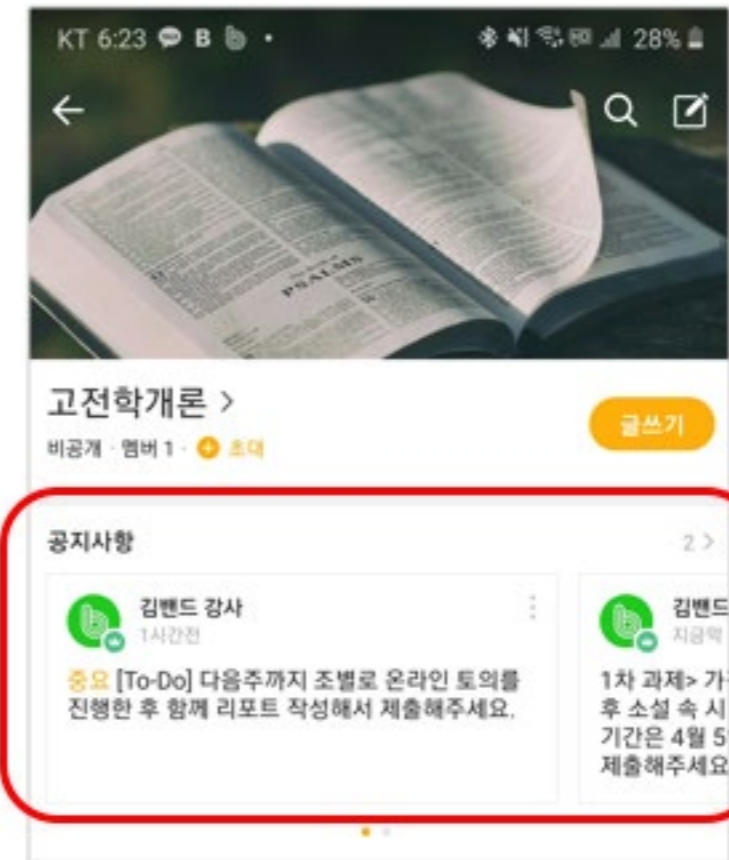 KT 6:23 B
28%
PSALMS
고전학개론 >
글쓰기
비공개 · 멤버 1 · 초대
공지사항
2 >
김밴드 강사
1시간전
중요 [To-Do] 다음주까지 조별로 온라인 토의를
진행한 후 함께 리포트 작성해서 제출해주세요.
김밴드
지금막
1차 과제>
후 소설 속 시
기간은 4월 5
제출해주세요